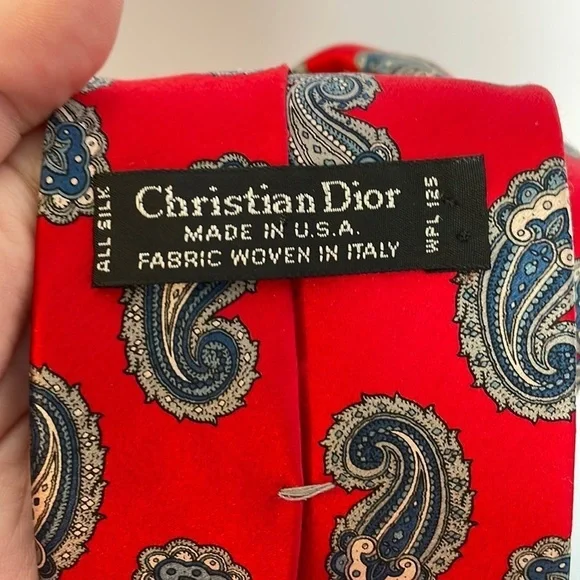 ALL SILK
Christian Dior
MADE IN U.S.A.
FABRIC WOVEN IN ITALY
WPL 125